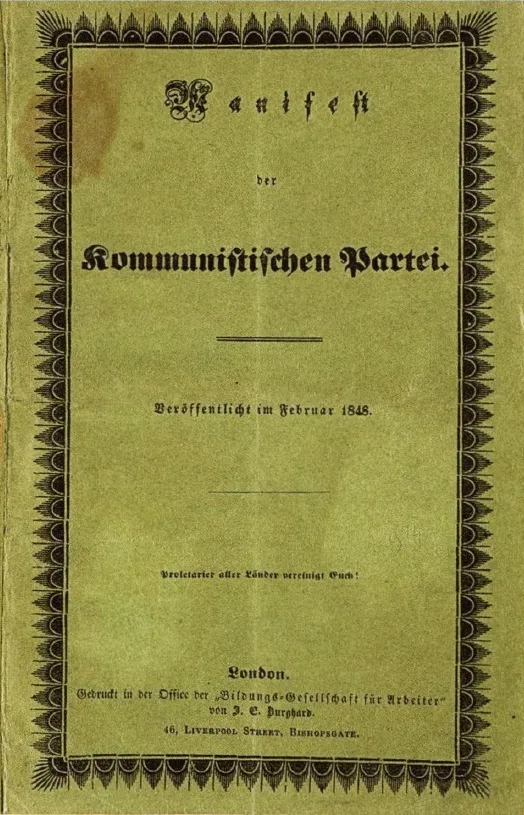 Manifest
der
Kommunistischen Partei.
Veröffentlicht im Februar 1848.
Proletarier aller Länder vereinigt Euch!
London.
Gedruckt in der Office der „Bildungs-Gesellschaft für Arbeiter“
von J. E. Burghard.
46, LIVERPOOL STREET, BISHOPSGATE.